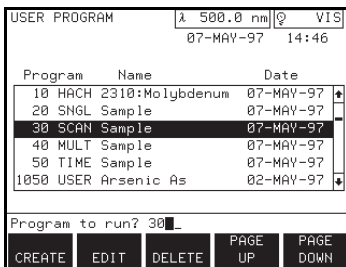 USER PROGRAM λ 500.0 nm VIS
07-MAY-97 14:46
Program Name Date
10 HACH 2310:Molybdenum 07-MAY-97
20 SNGL Sample 07-MAY-97
30 SCAN Sample 07-MAY-97
40 MULT Sample 07-MAY-97
50 TIME Sample 07-MAY-97
1050 USER Arsenic As 02-MAY-97
Program to run? 30_
CREATE EDIT DELETE PAGE UP PAGE DOWN